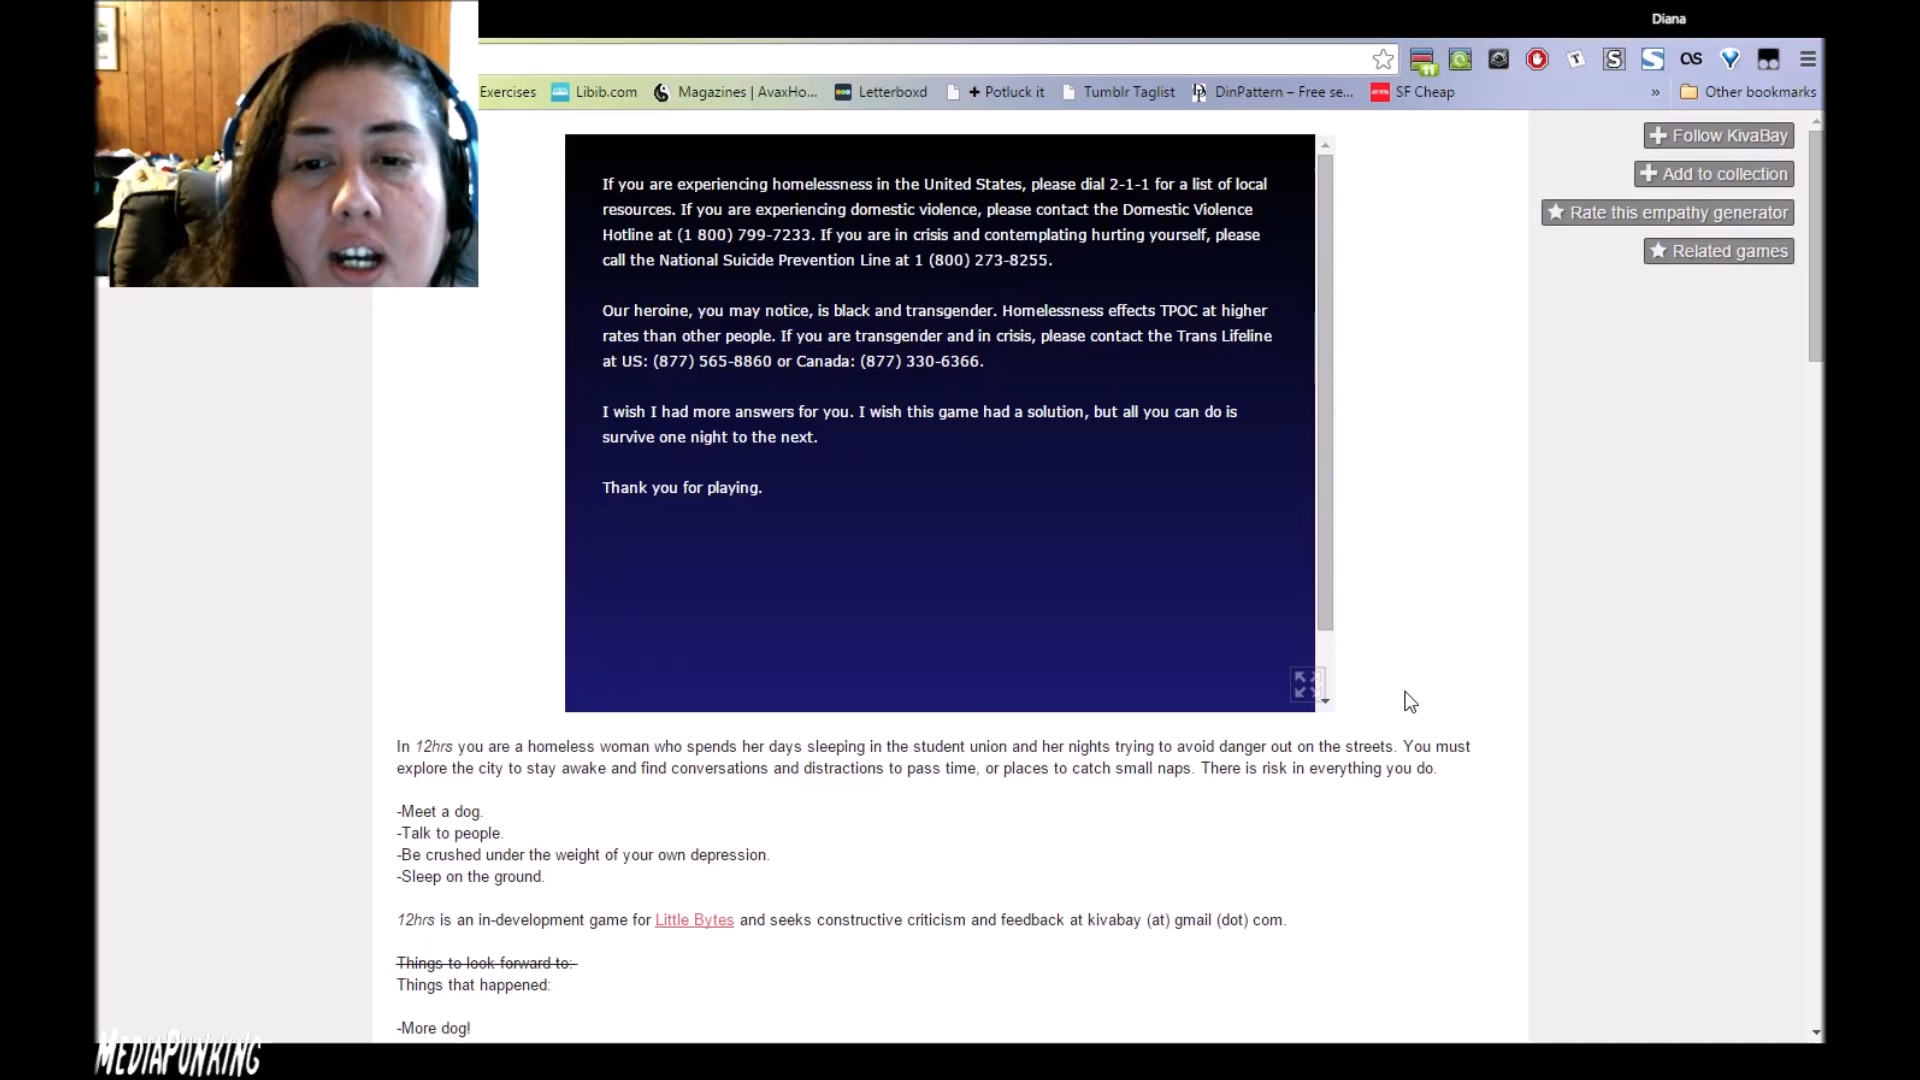 Diana
Exercises
Libib.com
Magazines | AvaxHo...
Letterboxd
+ Potluck it
Tumblr Taglist
DinPattern – Free se...
SF Cheap
»
Other bookmarks
11
T
S
S
+ Follow KivaBay
+ Add to collection
Rate this empathy generator
Related games
If you are experiencing homelessness in the United States, please dial 2-1-1 for a list of local
resources. If you are experiencing domestic violence, please contact the Domestic Violence
Hotline at (1 800) 799-7233. If you are in crisis and contemplating hurting yourself, please
call the National Suicide Prevention Line at 1 (800) 273-8255.
Our heroine, you may notice, is black and transgender. Homelessness effects TPOC at higher
rates than other people. If you are transgender and in crisis, please contact the Trans Lifeline
at US: (877) 565-8860 or Canada: (877) 330-6366.
I wish I had more answers for you. I wish this game had a solution, but all you can do is
survive one night to the next.
Thank you for playing.
In 12hrs you are a homeless woman who spends her days sleeping in the student union and her nights trying to avoid danger out on the streets. You must
explore the city to stay awake and find conversations and distractions to pass time, or places to catch small naps. There is risk in everything you do.
-Meet a dog.
-Talk to people.
-Be crushed under the weight of your own depression.
-Sleep on the ground.
12hrs is an in-development game for Little Bytes and seeks constructive criticism and feedback at kivabay (at) gmail (dot) com.
Things to look forward to:
Things that happened:
-More dog!
MEDIAPUNKING